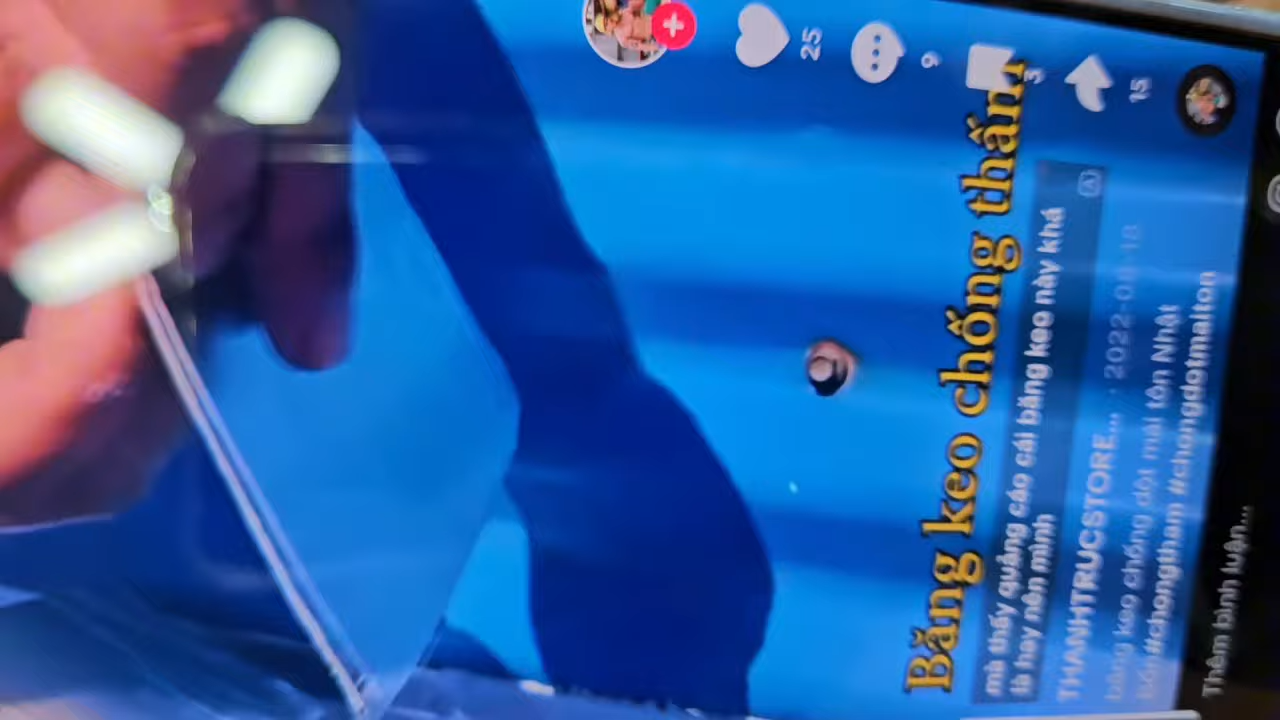 25
9
3
15
Băng keo chống thấm
mà thấy quảng cáo cái băng keo này khá
là hay nên mình
THANHTRUCSTORE... · 2022-08-18
băng keo chống dột mái tôn Nhật
Bổn#chongtham #chongdotmaiton
Thêm bình luận...